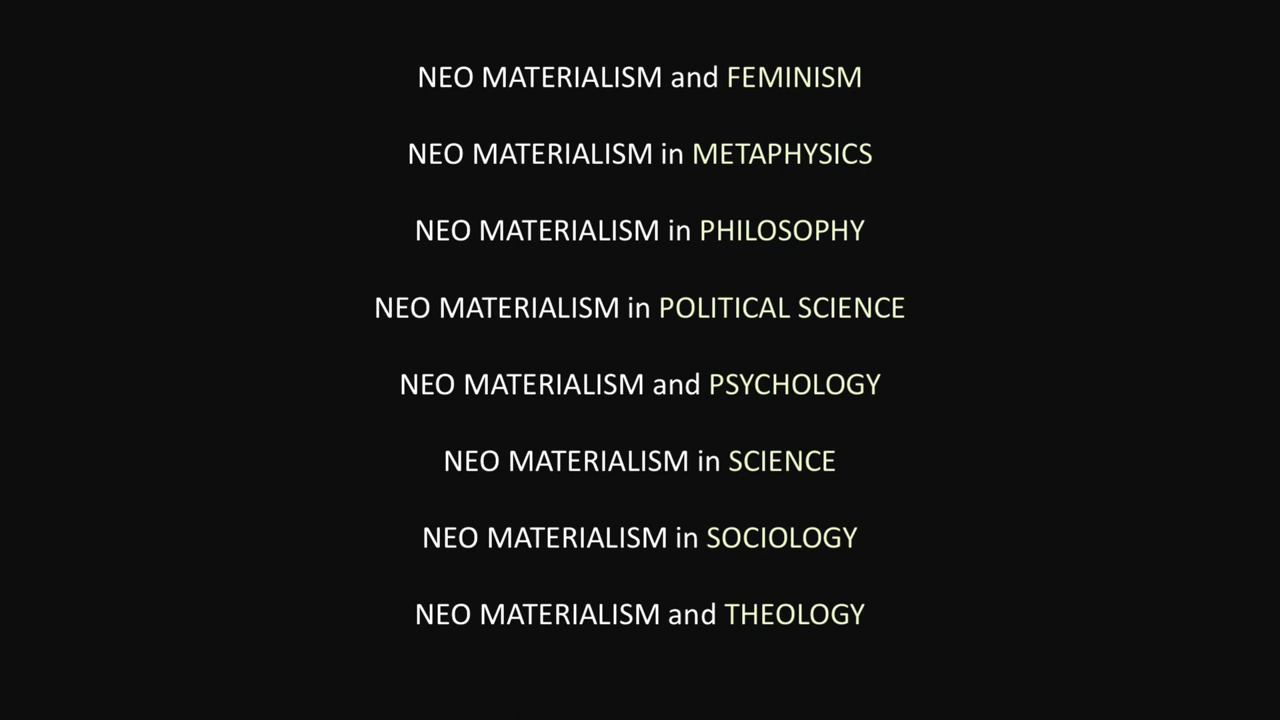 NEO MATERIALISM and FEMINISM
NEO MATERIALISM in METAPHYSICS
NEO MATERIALISM in PHILOSOPHY
NEO MATERIALISM in POLITICAL SCIENCE
NEO MATERIALISM and PSYCHOLOGY
NEO MATERIALISM in SCIENCE
NEO MATERIALISM in SOCIOLOGY
NEO MATERIALISM and THEOLOGY